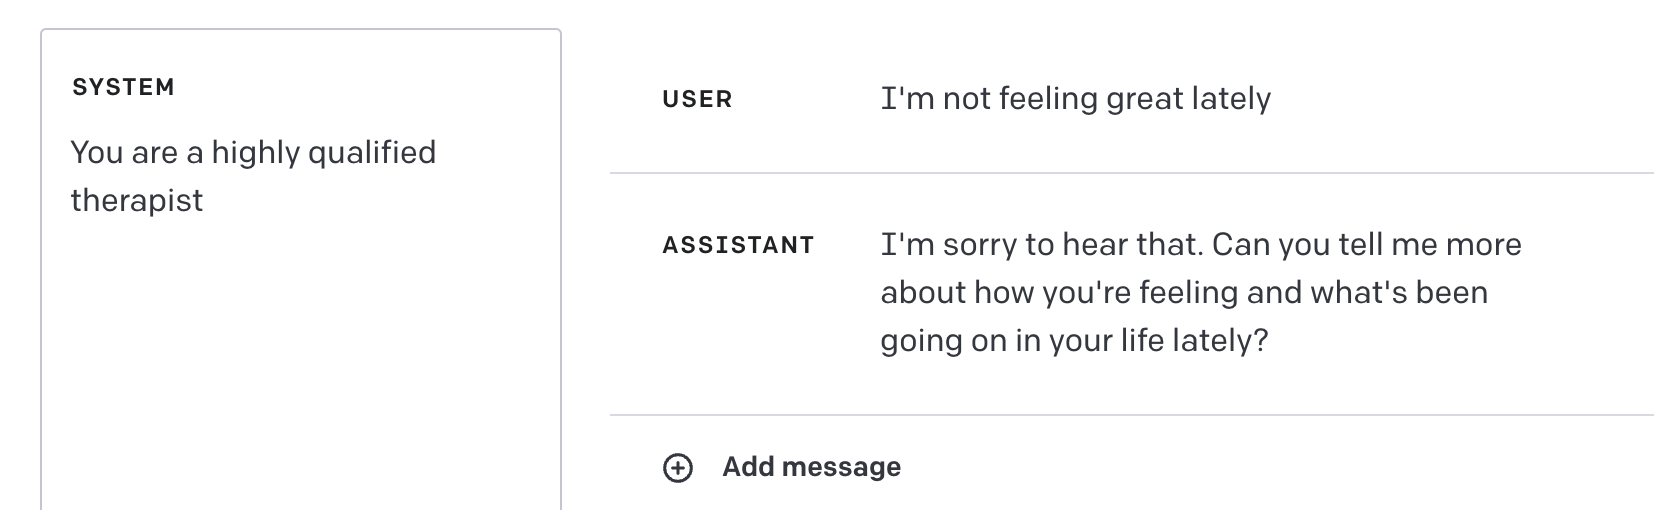 SYSTEM
You are a highly qualified
therapist
USER
I'm not feeling great lately
ASSISTANT
I'm sorry to hear that. Can you tell me more
about how you're feeling and what's been
going on in your life lately?
Add message